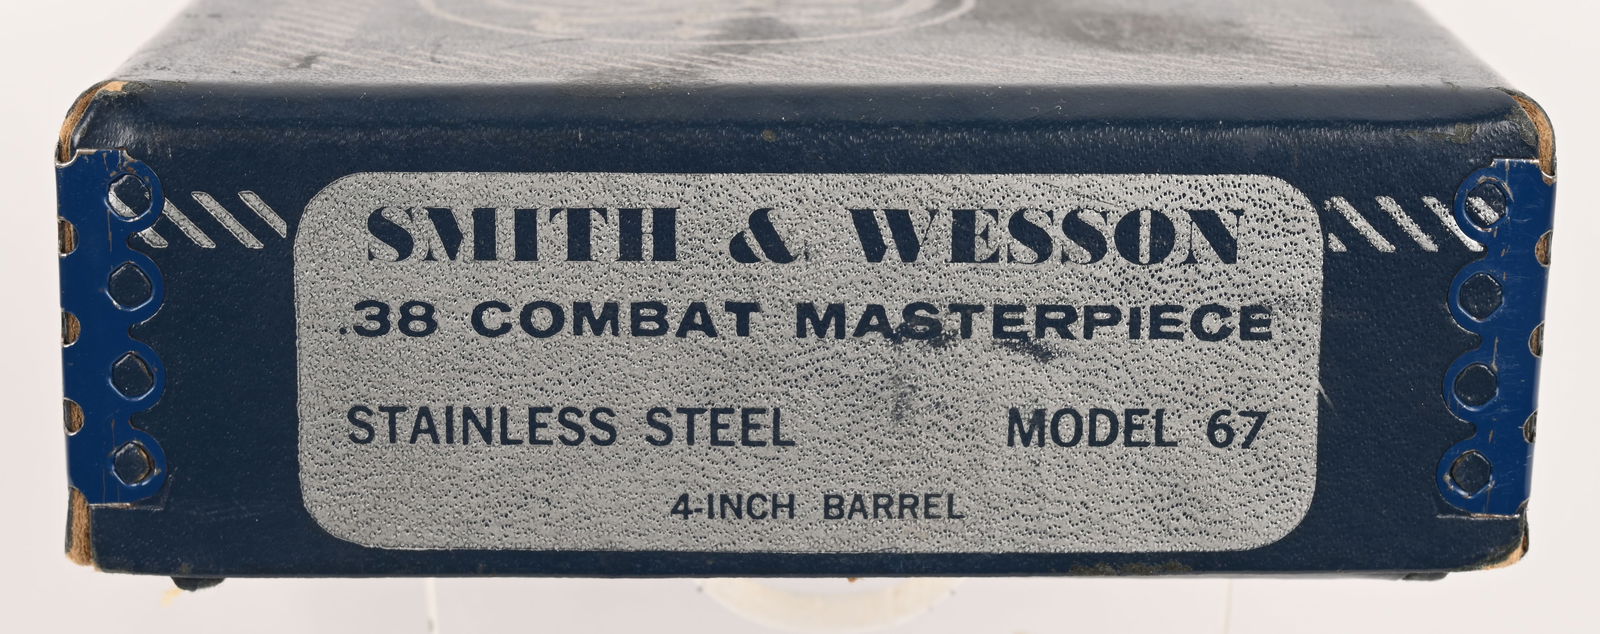 SMITH & WESSON
.38 COMBAT MASTERPIECE
STAINLESS STEEL MODEL 67
4-INCH BARREL